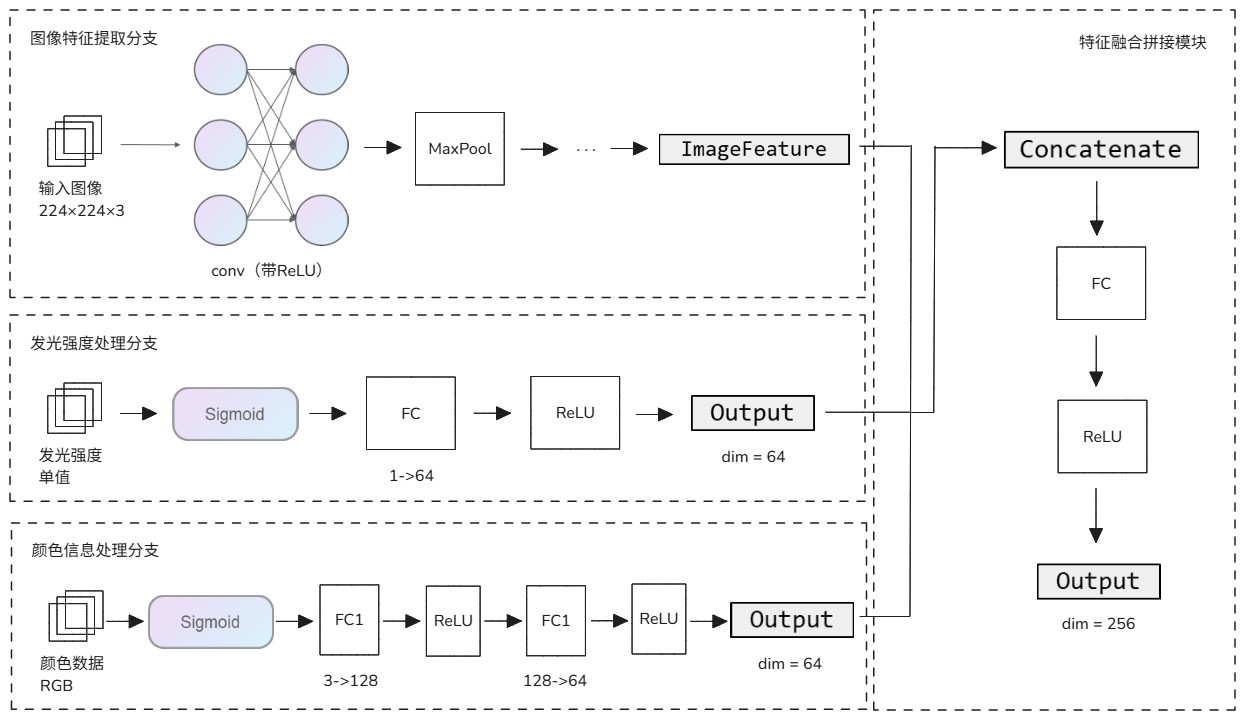 图像特征提取分支
输入图像
224×224×3
conv（带ReLU）
MaxPool
···
ImageFeature
发光强度处理分支
发光强度
单值
Sigmoid
FC
1->64
ReLU
Output
dim = 64
颜色信息处理分支
颜色数据
RGB
Sigmoid
FC1
3->128
ReLU
FC1
128->64
ReLU
Output
dim = 64
特征融合拼接模块
Concatenate
FC
ReLU
Output
dim = 256